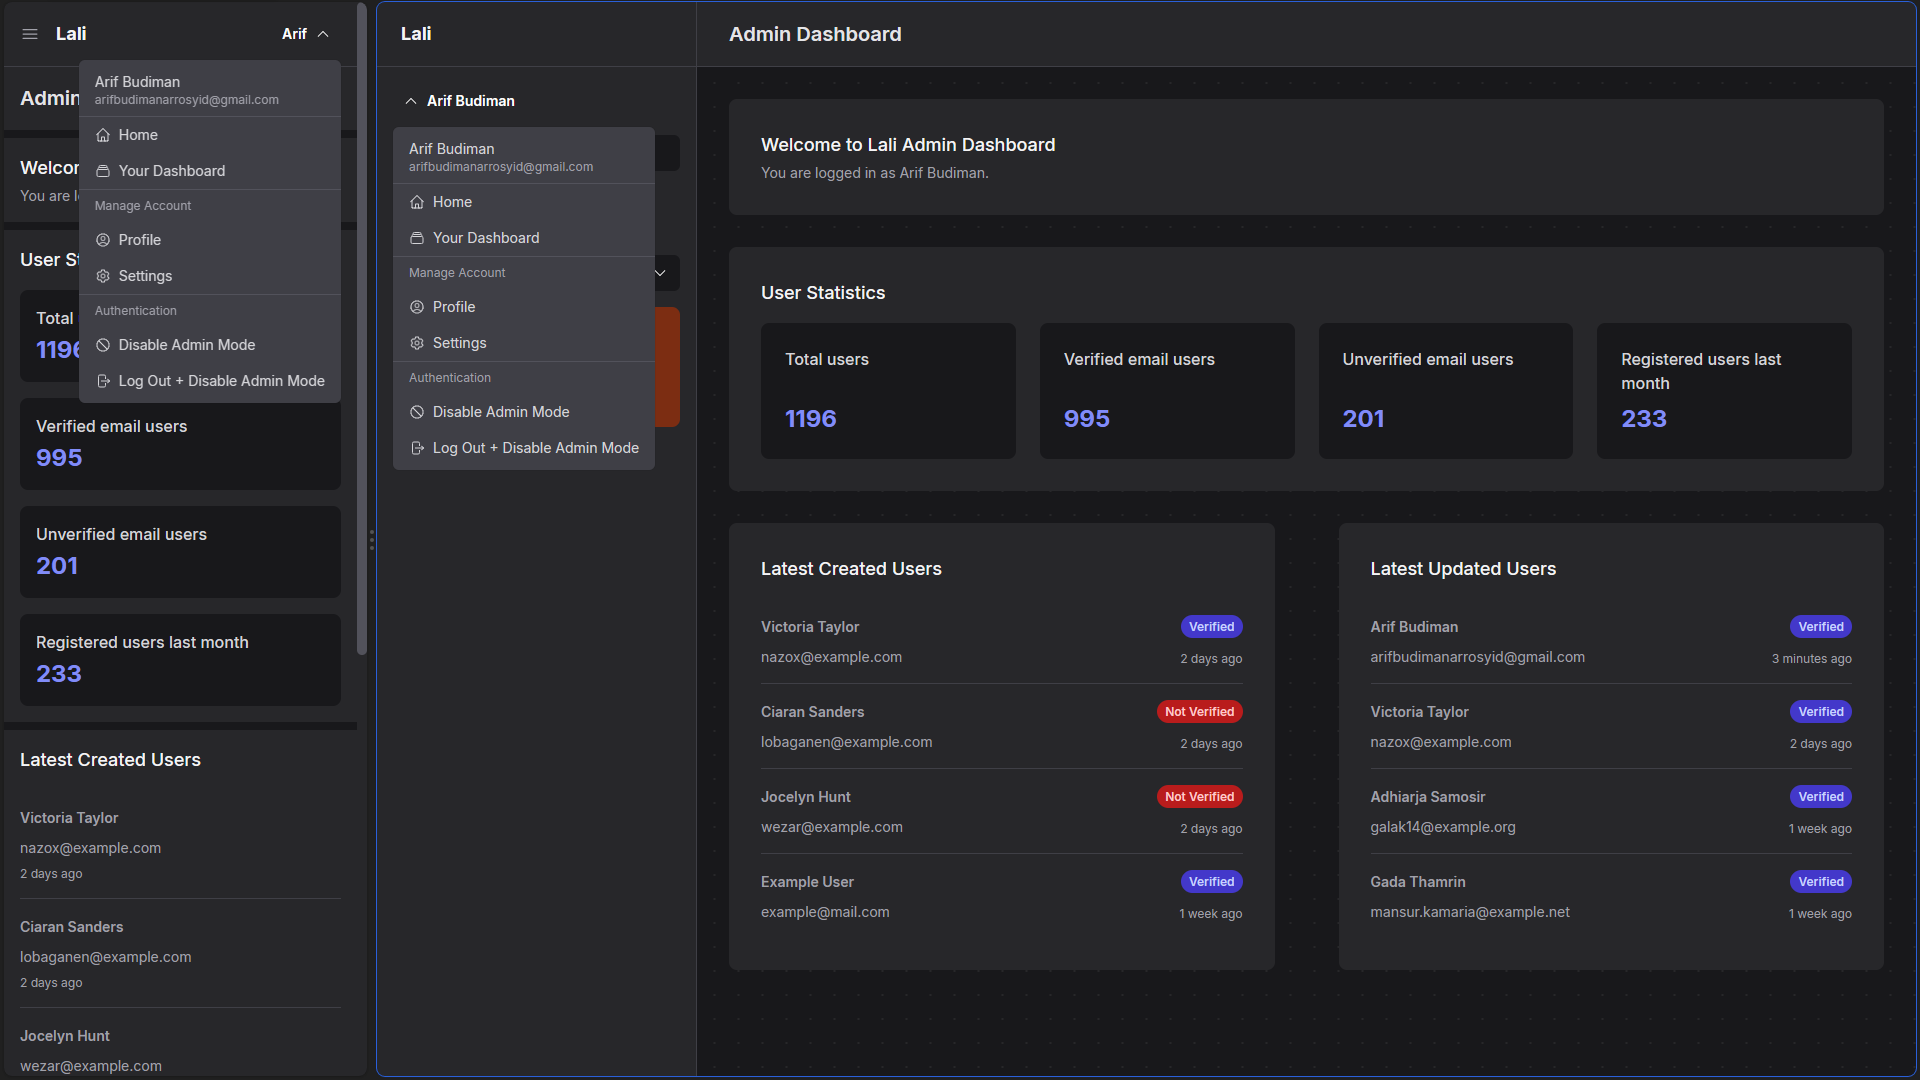 Lali
Arif
Arif Budiman
arifbudimanarrosyid@gmail.com
Home
Your Dashboard
Manage Account
Profile
Settings
Authentication
Disable Admin Mode
Log Out + Disable Admin Mode
Admin
You are l
User St
Total
Verified email users
995
Unverified email users
201
Registered users last month
233
Latest Created Users
Victoria Taylor
nazox@example.com
2 days ago
Ciaran Sanders
lobaganen@example.com
2 days ago
Jocelyn Hunt
wezar@example.com
Lali
Arif Budiman
Arif Budiman
arifbudimanarrosyid@gmail.com
Home
Your Dashboard
Manage Account
Profile
Settings
Authentication
Disable Admin Mode
Log Out + Disable Admin Mode
Admin Dashboard
Welcome to Lali Admin Dashboard
You are logged in as Arif Budiman.
User Statistics
Total users
1196
Verified email users
995
Unverified email users
201
Registered users last
month
233
Latest Created Users
Victoria Taylor Verified
nazox@example.com 2 days ago
Ciaran Sanders Not Verified
lobaganen@example.com 2 days ago
Jocelyn Hunt Not Verified
wezar@example.com 2 days ago
Example User Verified
example@mail.com 1 week ago
Latest Updated Users
Arif Budiman Verified
arifbudimanarrosyid@gmail.com 3 minutes ago
Victoria Taylor Verified
nazox@example.com 2 days ago
Adhiarja Samosir Verified
galak14@example.org 1 week ago
Gada Thamrin Verified
mansur.kamaria@example.net 1 week ago